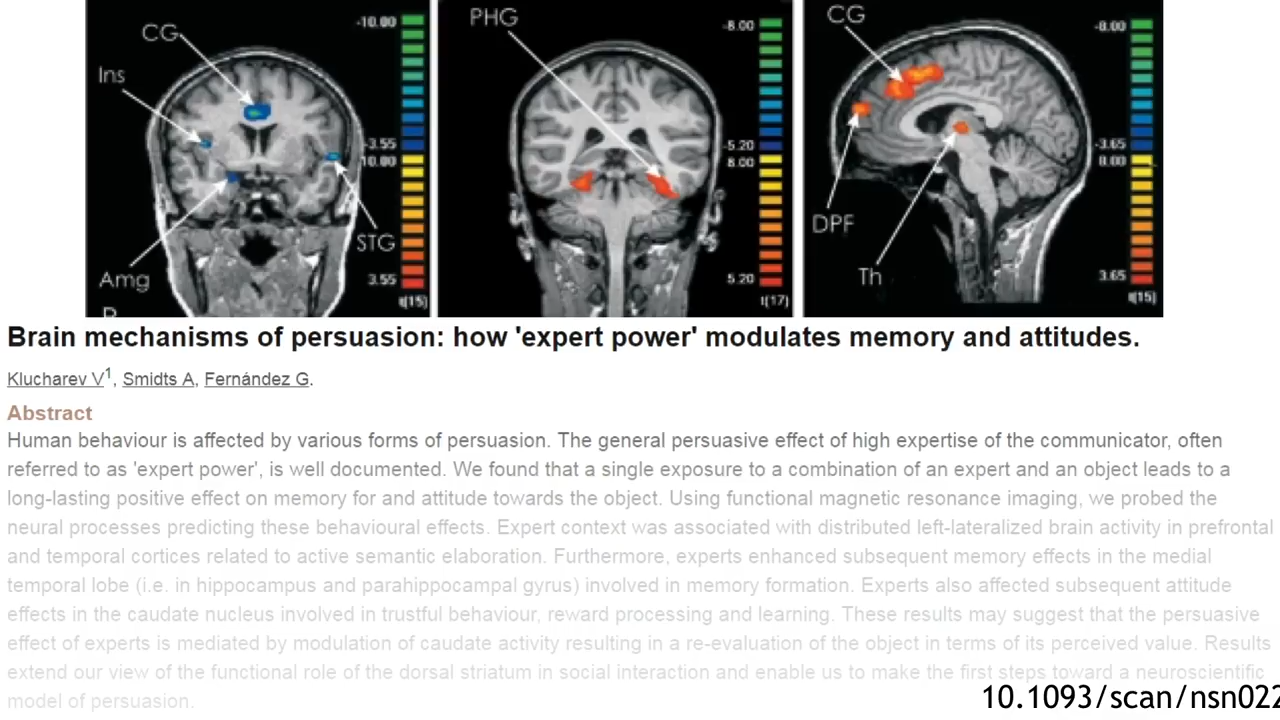 CG
Ins
Amg
STG
-10.00
-3.55
10.00
3.55
t(15)
PHG
-8.00
-5.20
8.00
5.20
t(17)
CG
DPF
Th
-8.00
-3.65
8.00
3.65
t(15)
Brain mechanisms of persuasion: how 'expert power' modulates memory and attitudes.
Klucharev V1, Smidts A, Fernández G.
Abstract
Human behaviour is affected by various forms of persuasion. The general persuasive effect of high expertise of the communicator, often
referred to as 'expert power', is well documented. We found that a single exposure to a combination of an expert and an object leads to a
long-lasting positive effect on memory for and attitude towards the object. Using functional magnetic resonance imaging, we probed the
neural processes predicting these behavioural effects. Expert context was associated with distributed left-lateralized brain activity in prefrontal
and temporal cortices related to active semantic elaboration. Furthermore, experts enhanced subsequent memory effects in the medial
temporal lobe (i.e. in hippocampus and parahippocampal gyrus) involved in memory formation. Experts also affected subsequent attitude
effects in the caudate nucleus involved in trustful behaviour, reward processing and learning. These results may suggest that the persuasive
effect of experts is mediated by modulation of caudate activity resulting in a re-evaluation of the object in terms of its perceived value. Results
extend our view of the functional role of the dorsal striatum in social interaction and enable us to make the first steps toward a neuroscientific
model of persuasion.
10.1093/scan/nsn022